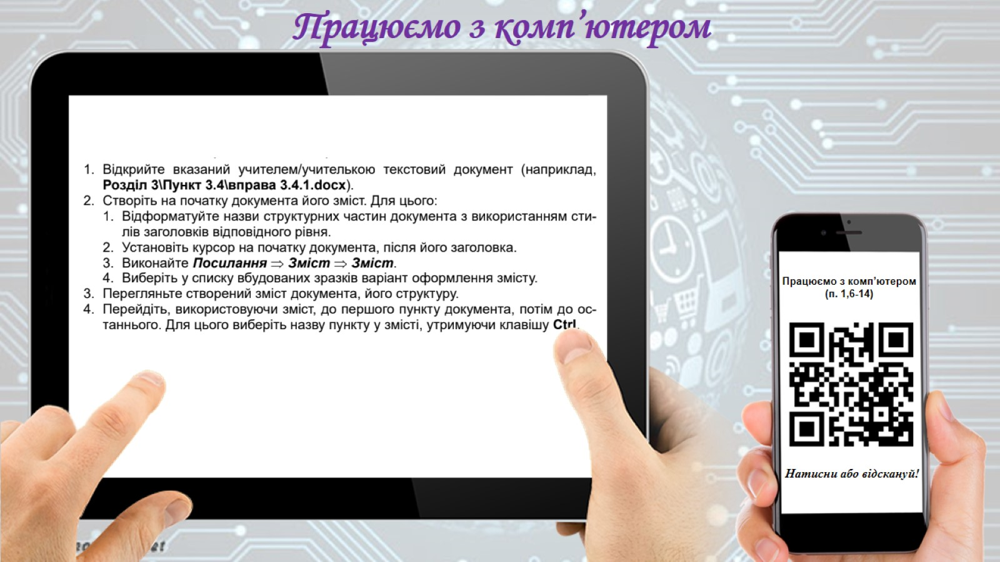 Працюємо з комп’ютером
1. Відкрийте вказаний учителем/учителькою текстовий документ (наприклад,
Розділ 3\Пункт 3.4\вправа 3.4.1.docx).
2. Створіть на початку документа його зміст. Для цього:
1. Відформатуйте назви структурних частин документа з використанням сти-
лів заголовків відповідного рівня.
2. Установіть курсор на початку документа, після його заголовка.
3. Виконайте Посилання ⇒ Зміст ⇒ Зміст.
4. Виберіть у списку вбудованих зразків варіант оформлення змісту.
3. Перегляньте створений зміст документа, його структуру.
4. Перейдіть, використовуючи зміст, до першого пункту документа, потім до ос-
таннього. Для цього виберіть назву пункту у змісті, утримуючи клавішу Ctrl.
Працюємо з комп’ютером
(п. 1,6-14)
Натисни або відскануй!